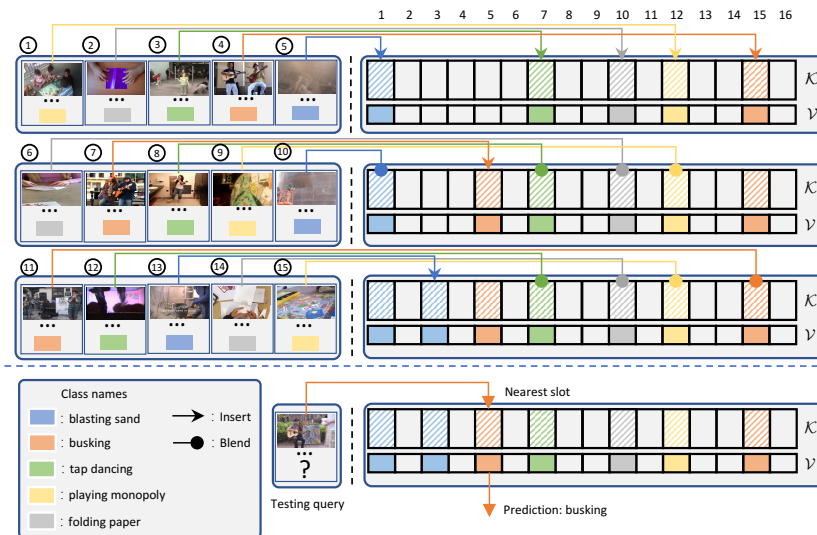 1 2 3 4 5 6 7 8 9 10 11 12 13 14 15 16
1 2 3 4 5
... ... ... ... ...
K
V
6 7 8 9 10
... ... ... ... ...
K
V
11 12 13 14 15
... ... ... ... ...
K
V
Class names
: blasting sand
: busking
: tap dancing
: playing monopoly
: folding paper
: Insert
: Blend
...
?
Testing query
Nearest slot
K
V
Prediction: busking